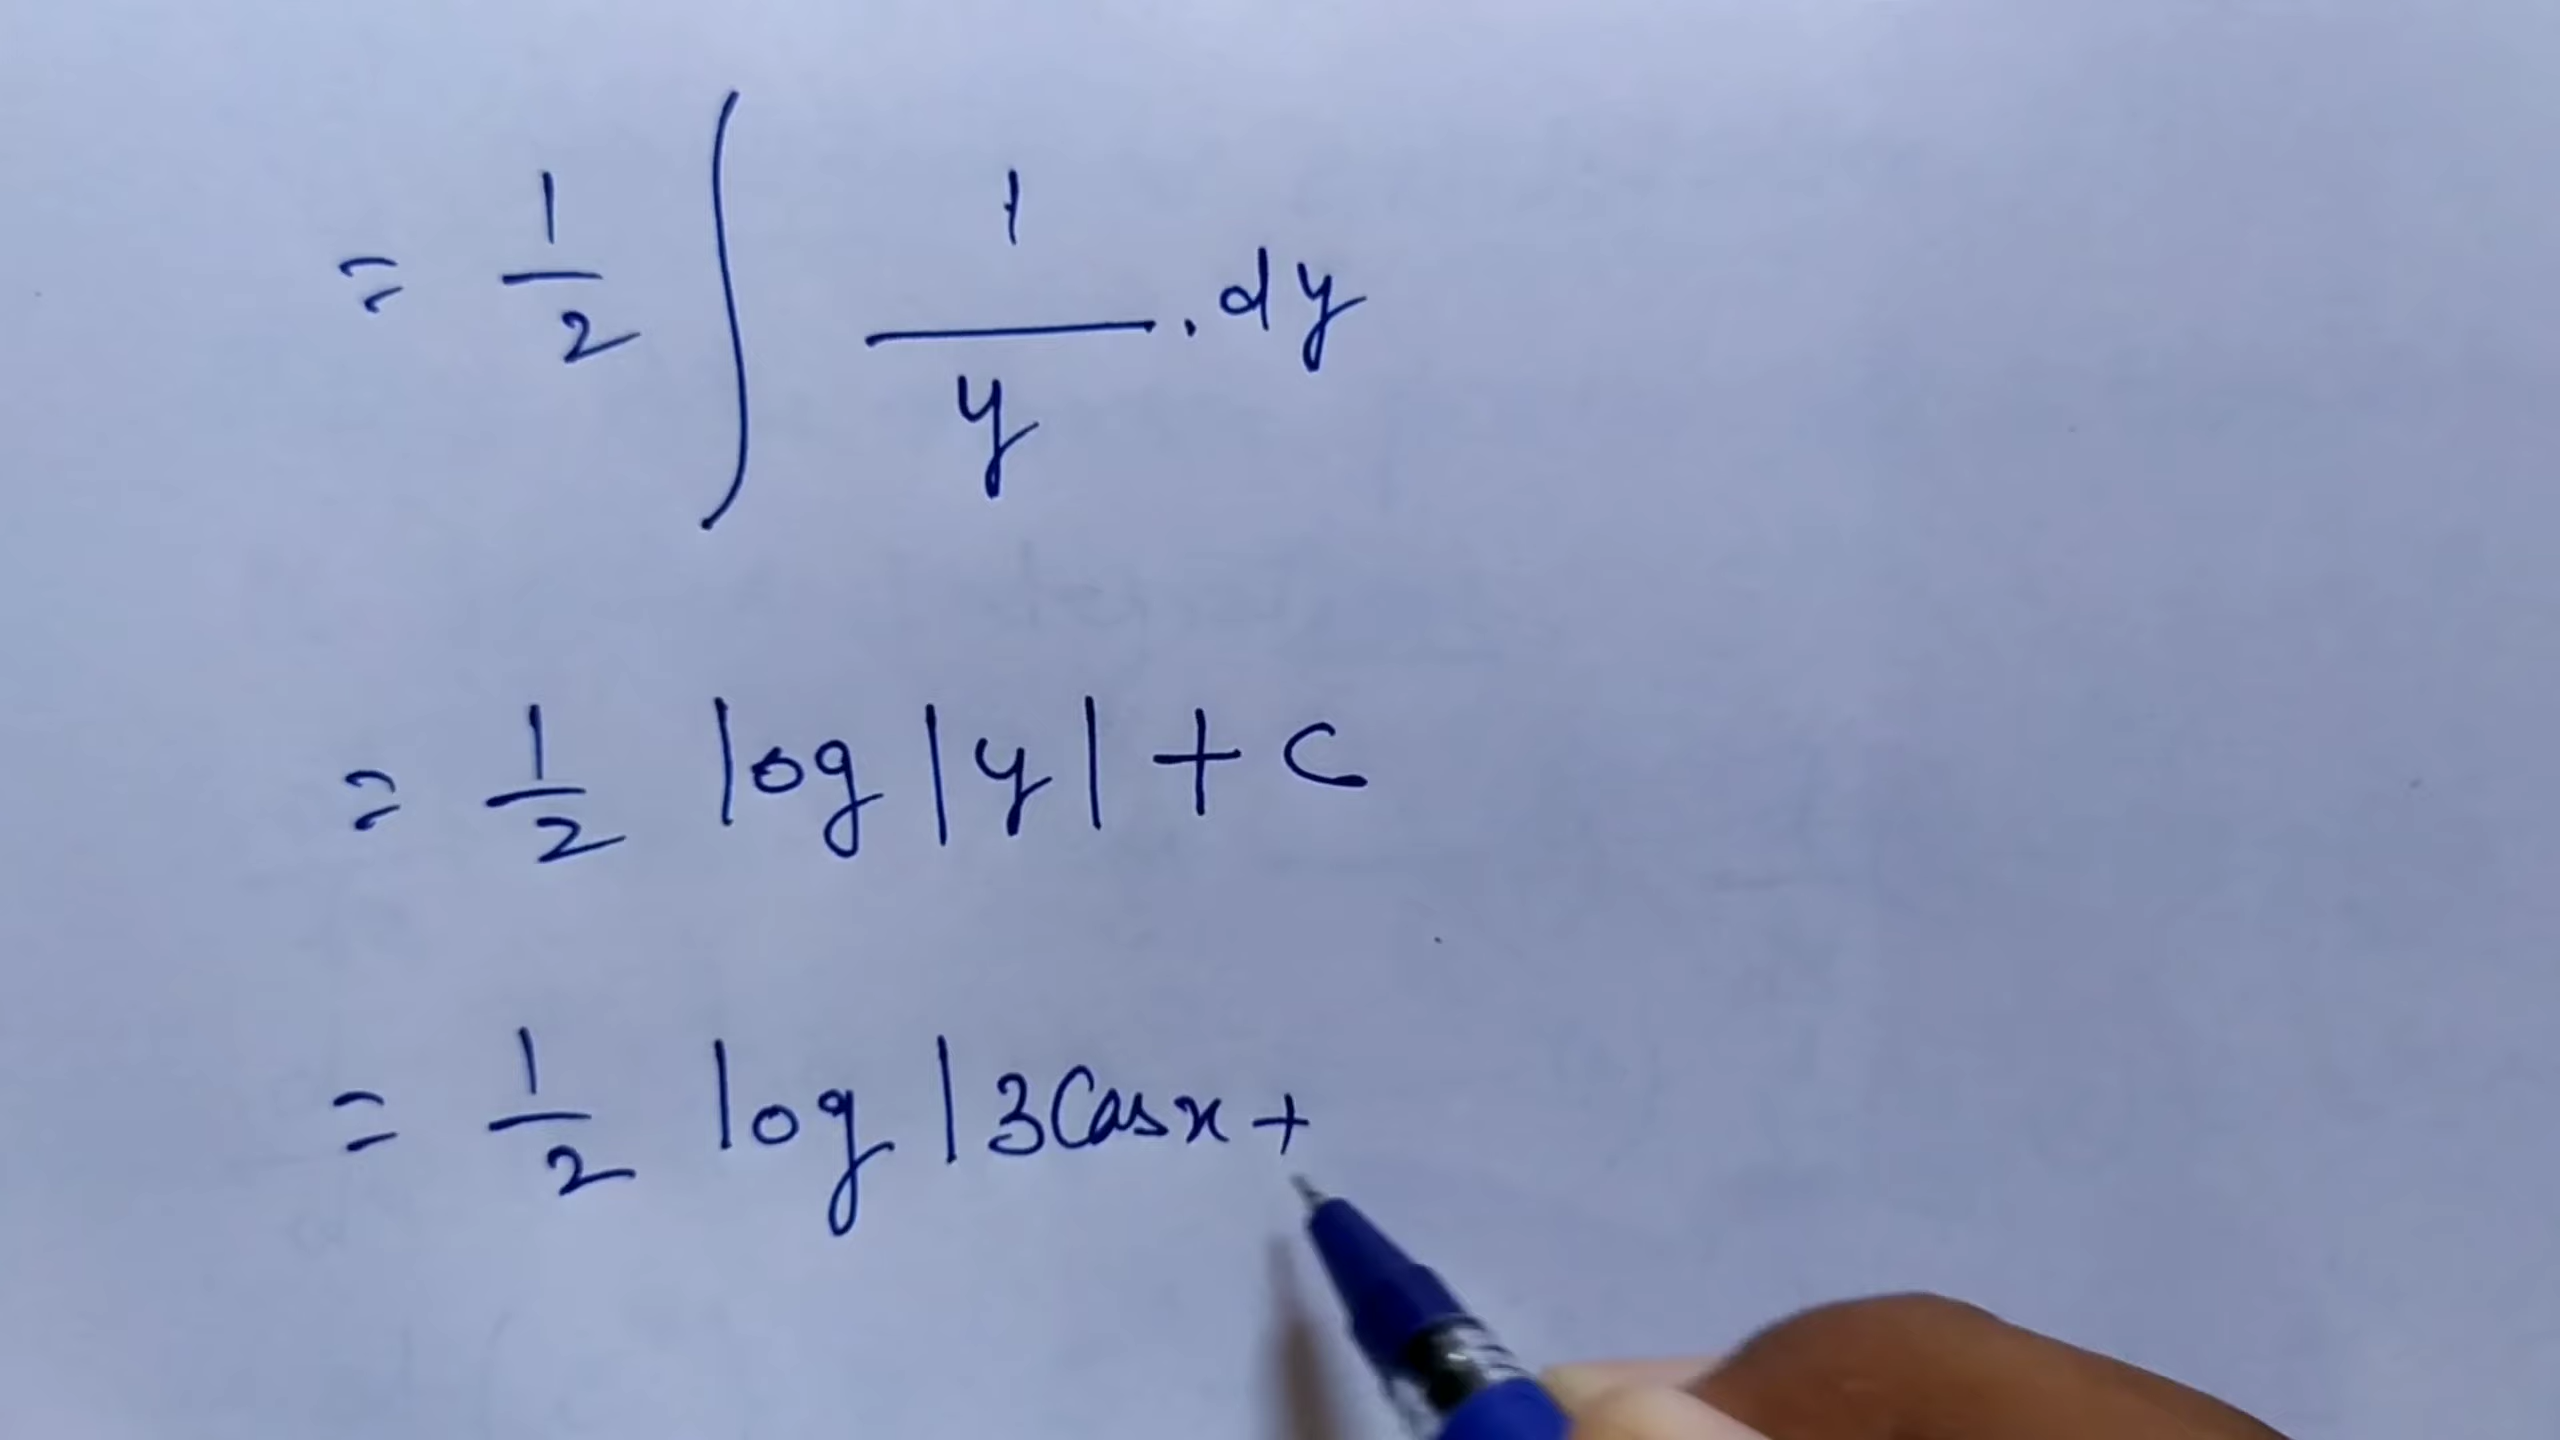 = 1/2 ∫ 1/y . dy
= 1/2 log |y| + c
= 1/2 log |3Cosx +